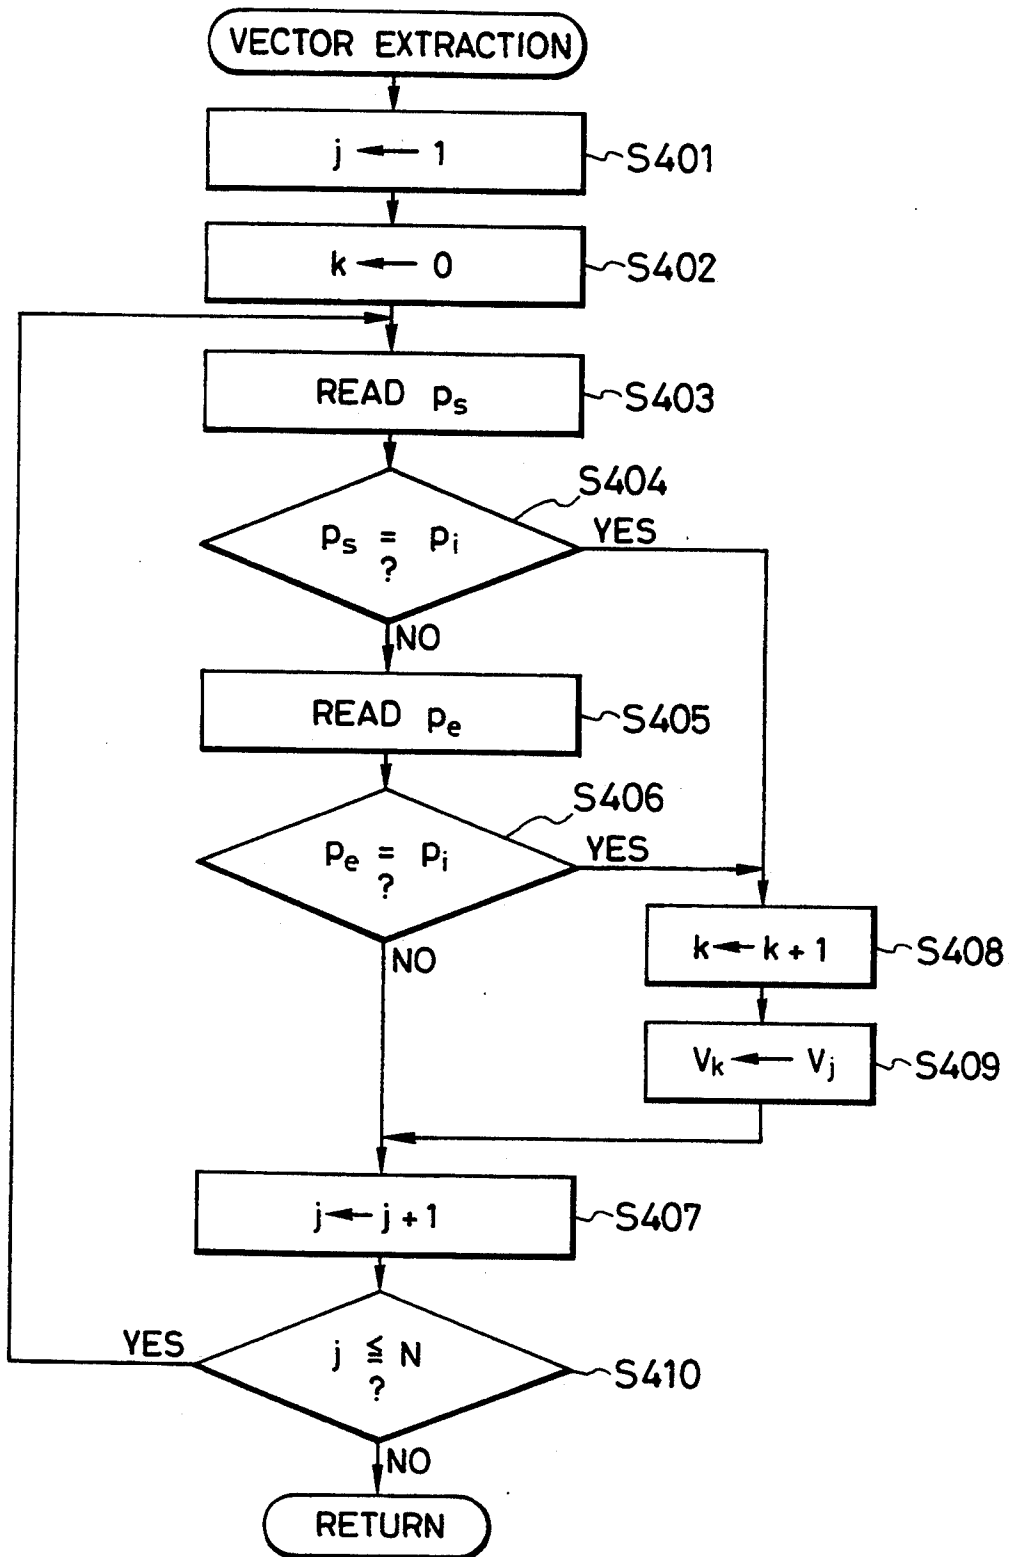 VECTOR EXTRACTION
j ← 1
S401
k ← 0
S402
READ ps
S403
S404
ps = pi
?
YES
NO
READ pe
S405
S406
pe = pi
?
YES
NO
k ← k + 1
S408
Vk ← Vj
S409
j ← j + 1
S407
YES
j ≦ N
?
S410
NO
RETURN